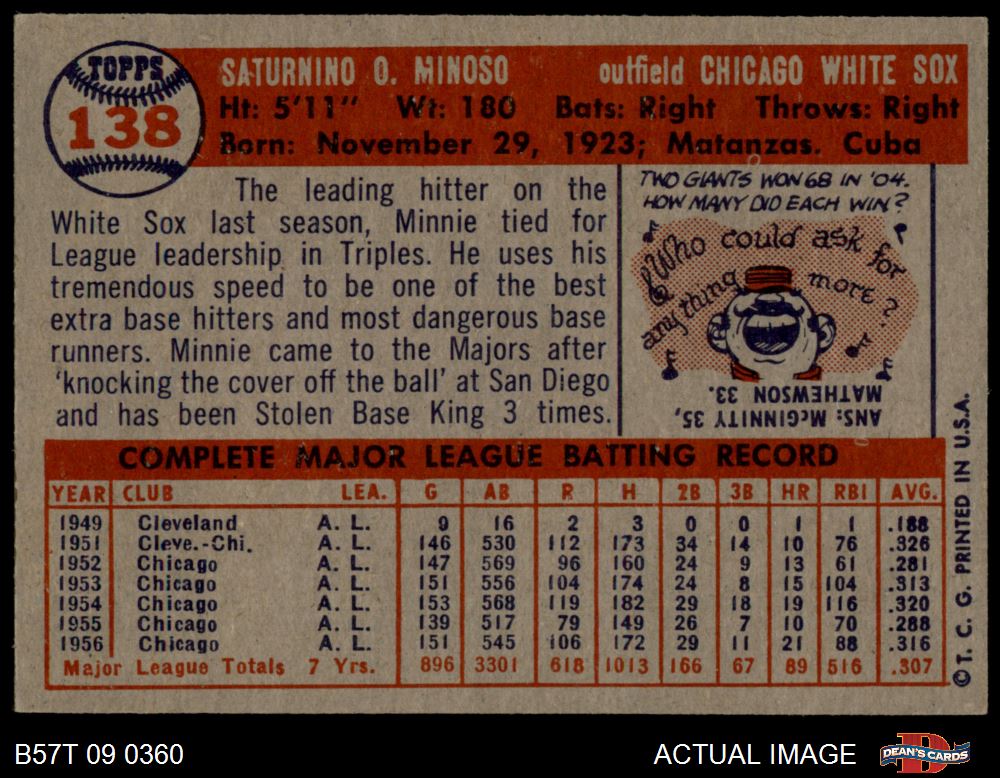 TOPPS
138
SATURNINO O. MINOSO outfield CHICAGO WHITE SOX
Ht: 5'11" Wt: 180 Bats: Right Throws: Right
Born: November 29, 1923; Matanzas. Cuba
The leading hitter on the
White Sox last season, Minnie tied for
League leadership in Triples. He uses his
tremendous speed to be one of the best
extra base hitters and most dangerous base
runners. Minnie came to the Majors after
'knocking the cover off the ball' at San Diego
and has been Stolen Base King 3 times.
TWO GIANTS WON 68 IN '04.
HOW MANY DID EACH WIN?
"Who could ask for
anything more?
ANS: McGINNITY 35,
MATHEWSON 33.
COMPLETE MAJOR LEAGUE BATTING RECORD
YEAR CLUB LEA. G AB R H 2B 3B HR RBI AVG.
1949 Cleveland A. L. 9 16 2 3 0 0 1 1 .188
1951 Cleve.-Chi. A. L. 146 530 112 173 34 14 10 76 .326
1952 Chicago A. L. 147 569 96 160 24 9 13 61 .281
1953 Chicago A. L. 151 556 104 174 24 8 15 104 .313
1954 Chicago A. L. 153 568 119 182 29 18 19 116 .320
1955 Chicago A. L. 139 517 79 149 26 7 10 70 .288
1956 Chicago A. L. 151 545 106 172 29 11 21 88 .316
Major League Totals 7 Yrs. 896 3301 618 1013 166 67 89 516 .307
© T. C. G. PRINTED IN U.S.A.
B57T 09 0360 ACTUAL IMAGE DEAN'S CARDS